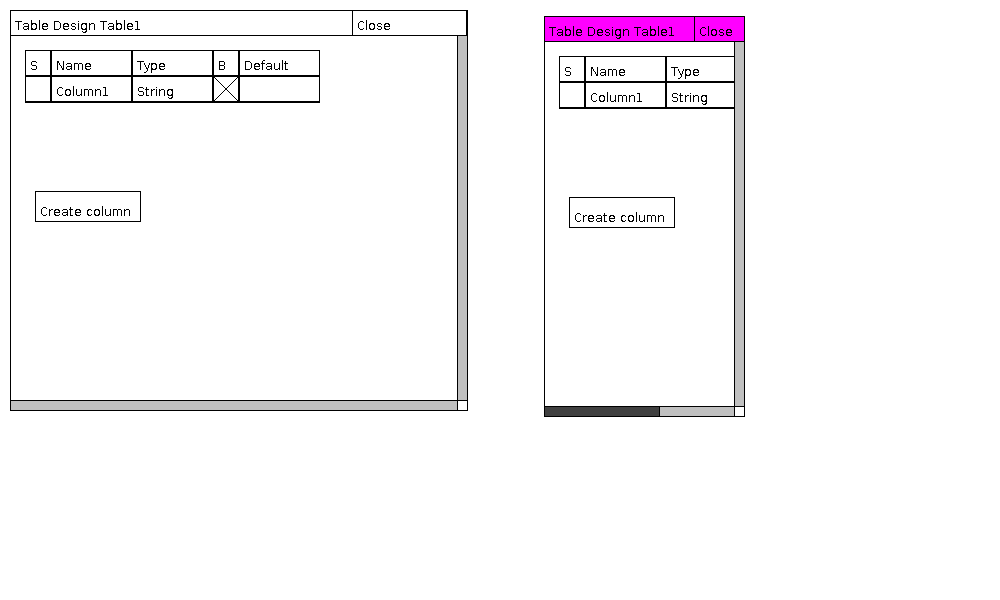 Table Design Table1 Close
S Name Type B Default
Column1 String
Create column
Table Design Table1 Close
S Name Type
Column1 String
Create column